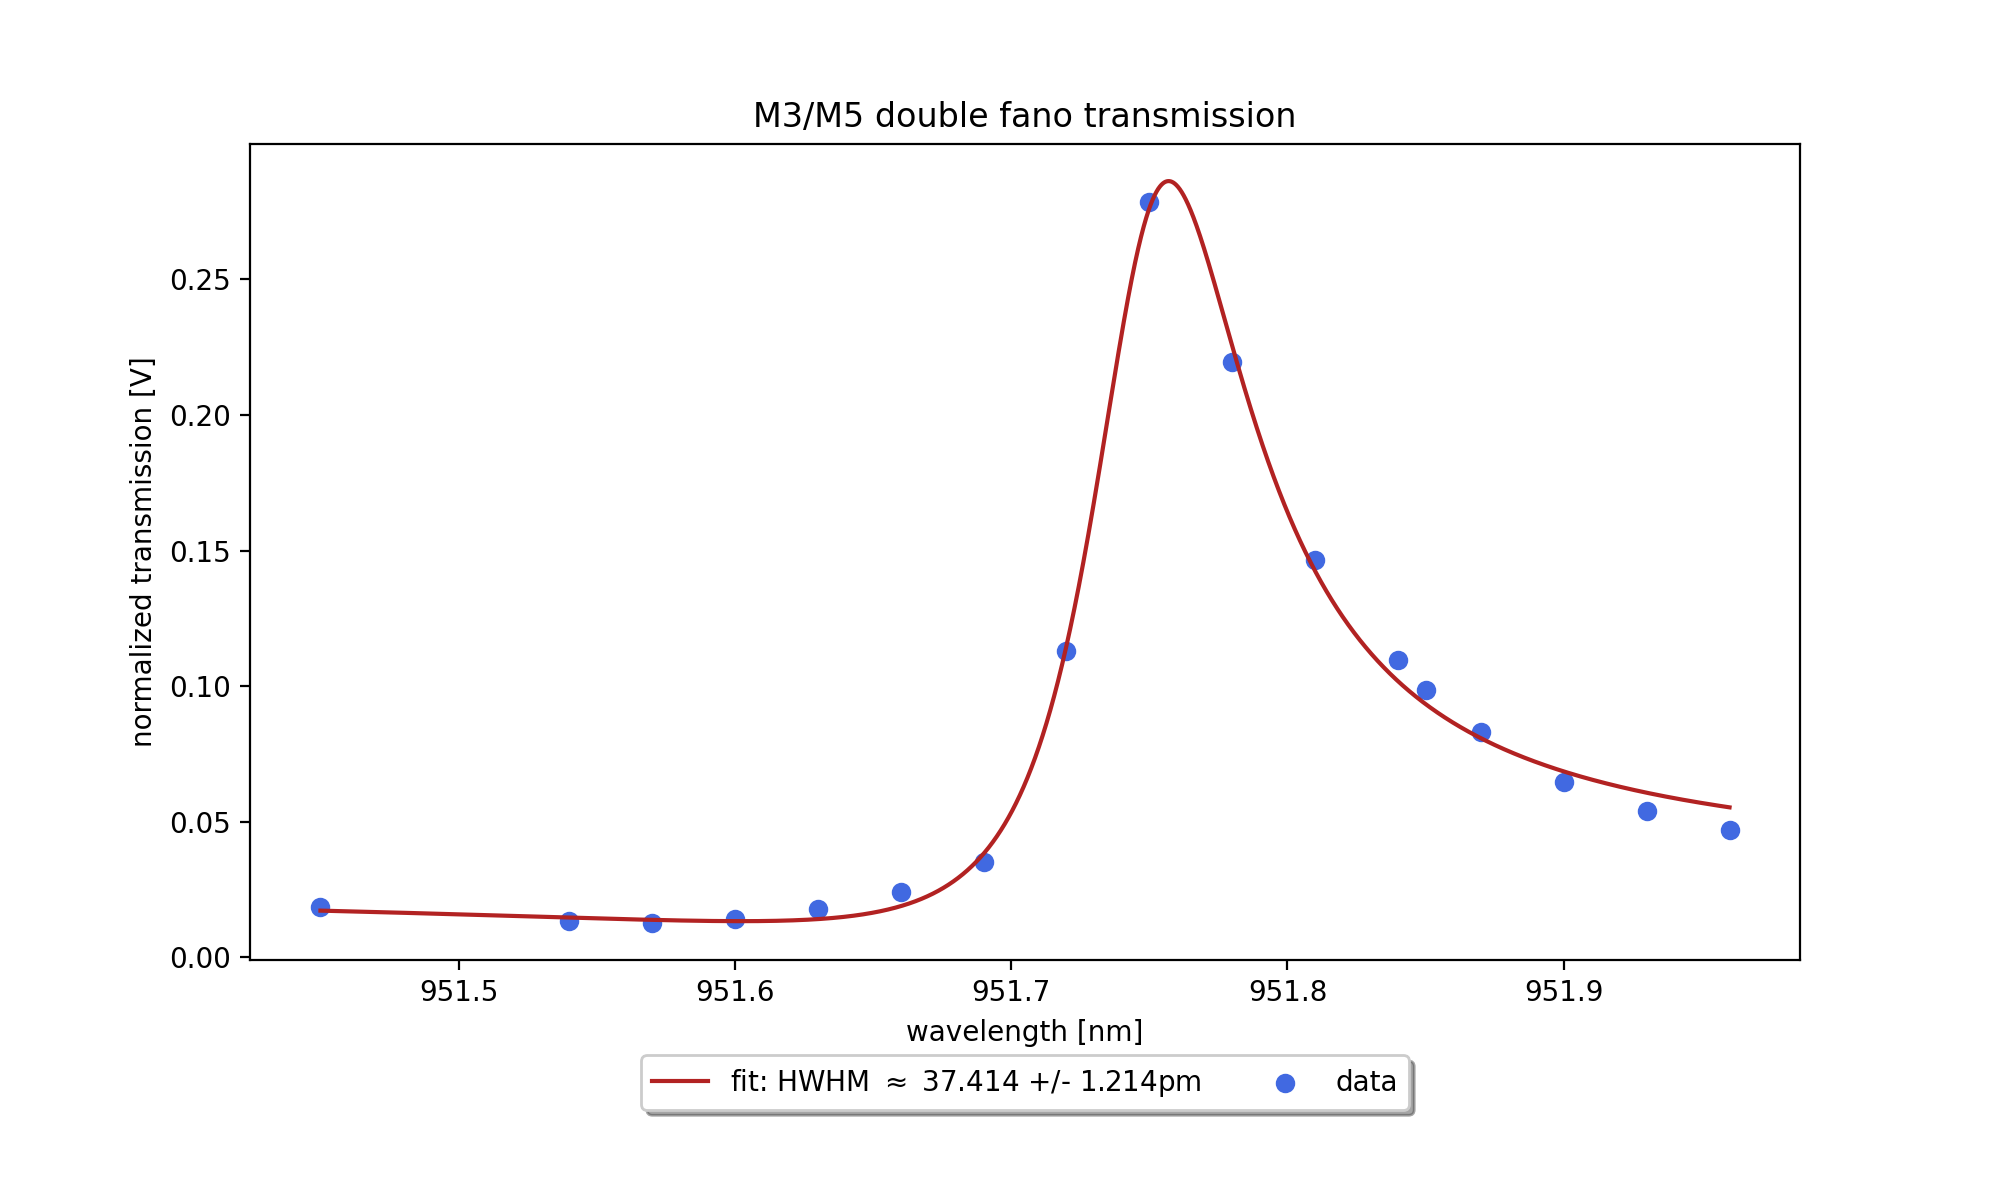 M3/M5 double fano transmission
normalized transmission [V]
0.25
0.20
0.15
0.10
0.05
0.00
951.5 951.6 951.7 951.8 951.9
wavelength [nm]
fit: HWHM ≈ 37.414 +/- 1.214pm data